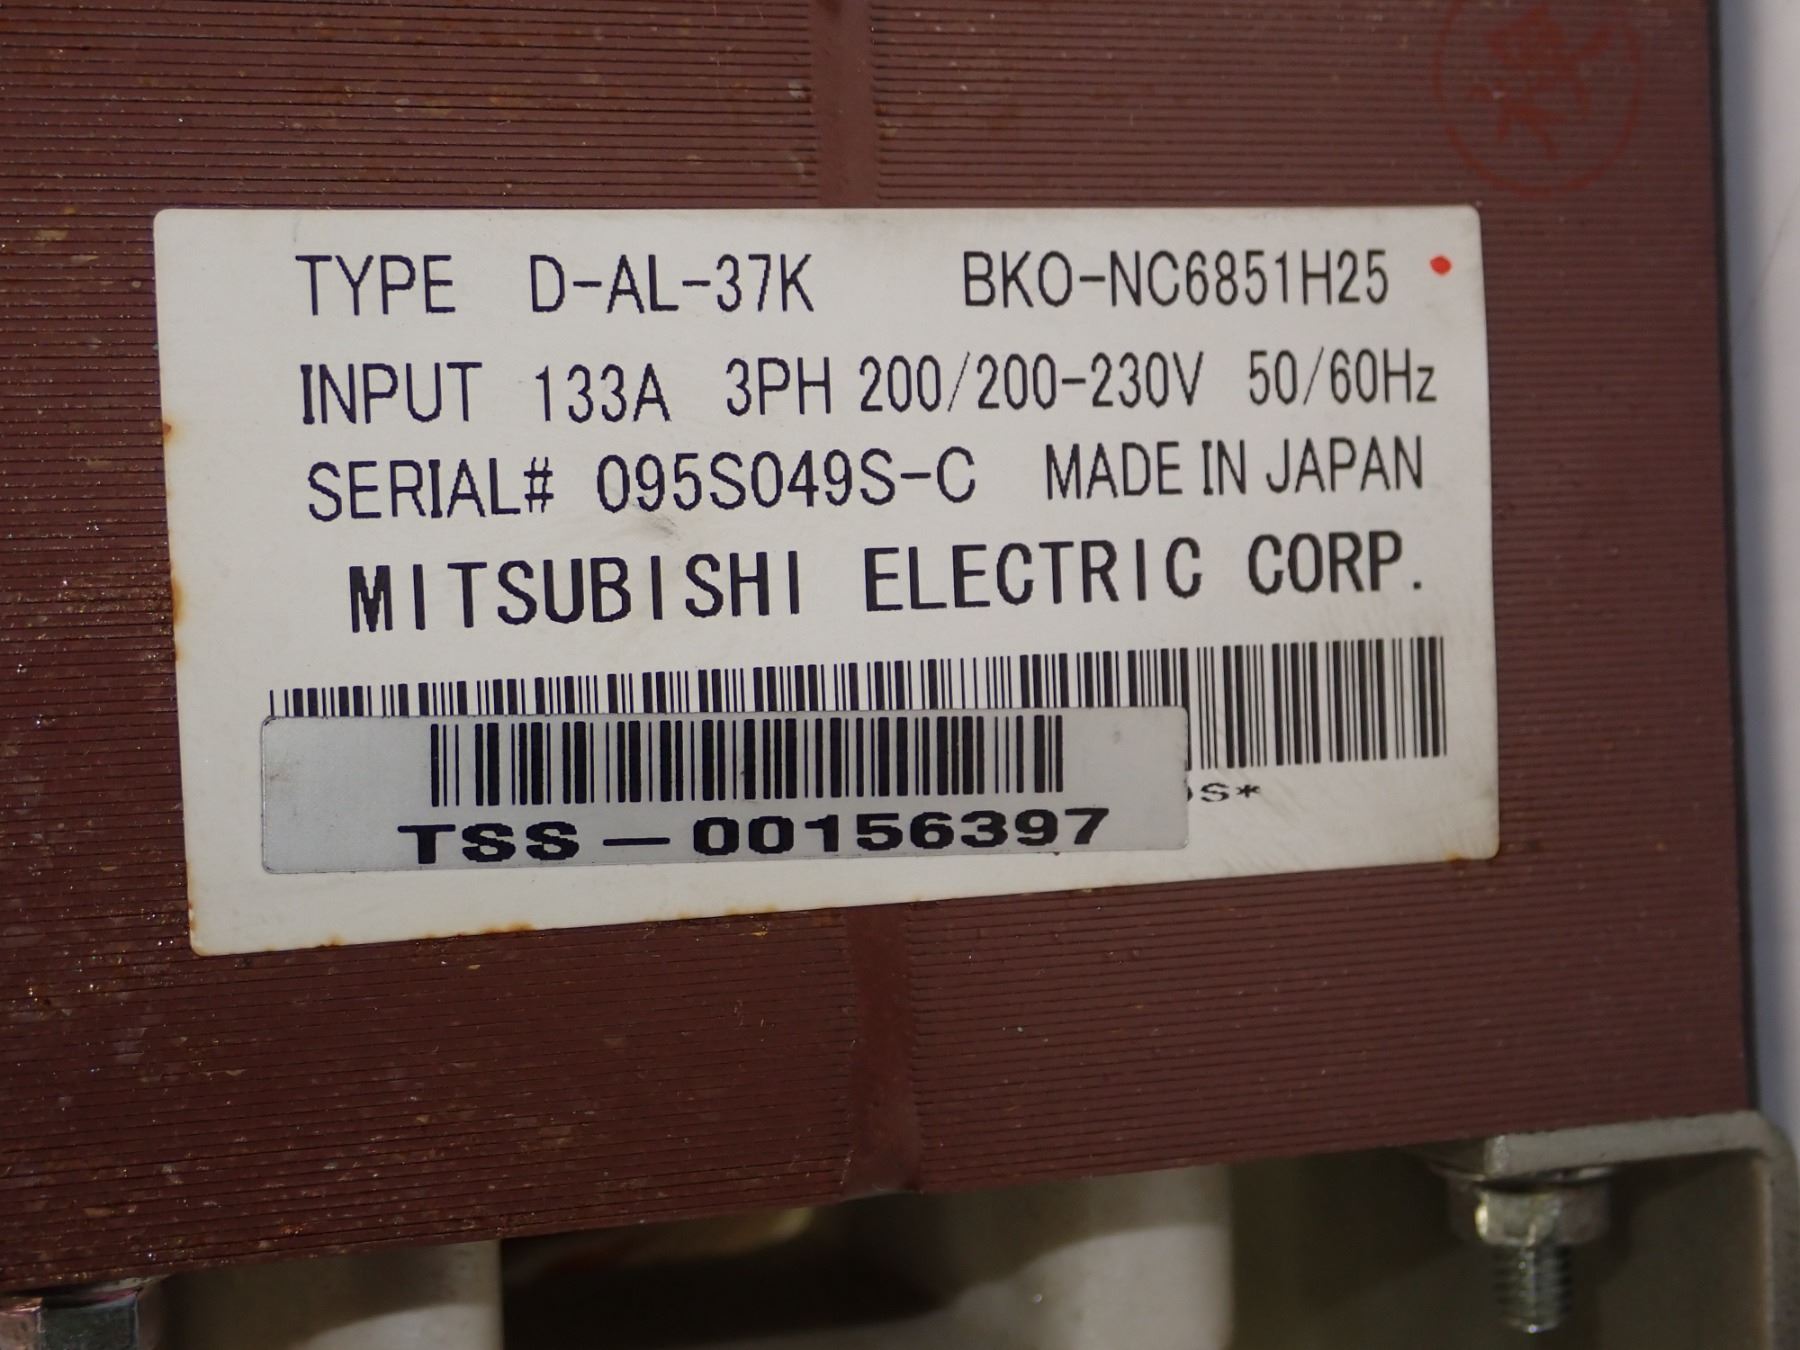 TYPE D-AL-37K BKO-NC6851H25
INPUT 133A 3PH 200/200-230V 50/60Hz
SERIAL# 095S049S-C MADE IN JAPAN
MITSUBISHI ELECTRIC CORP.
S*
TSS-00156397